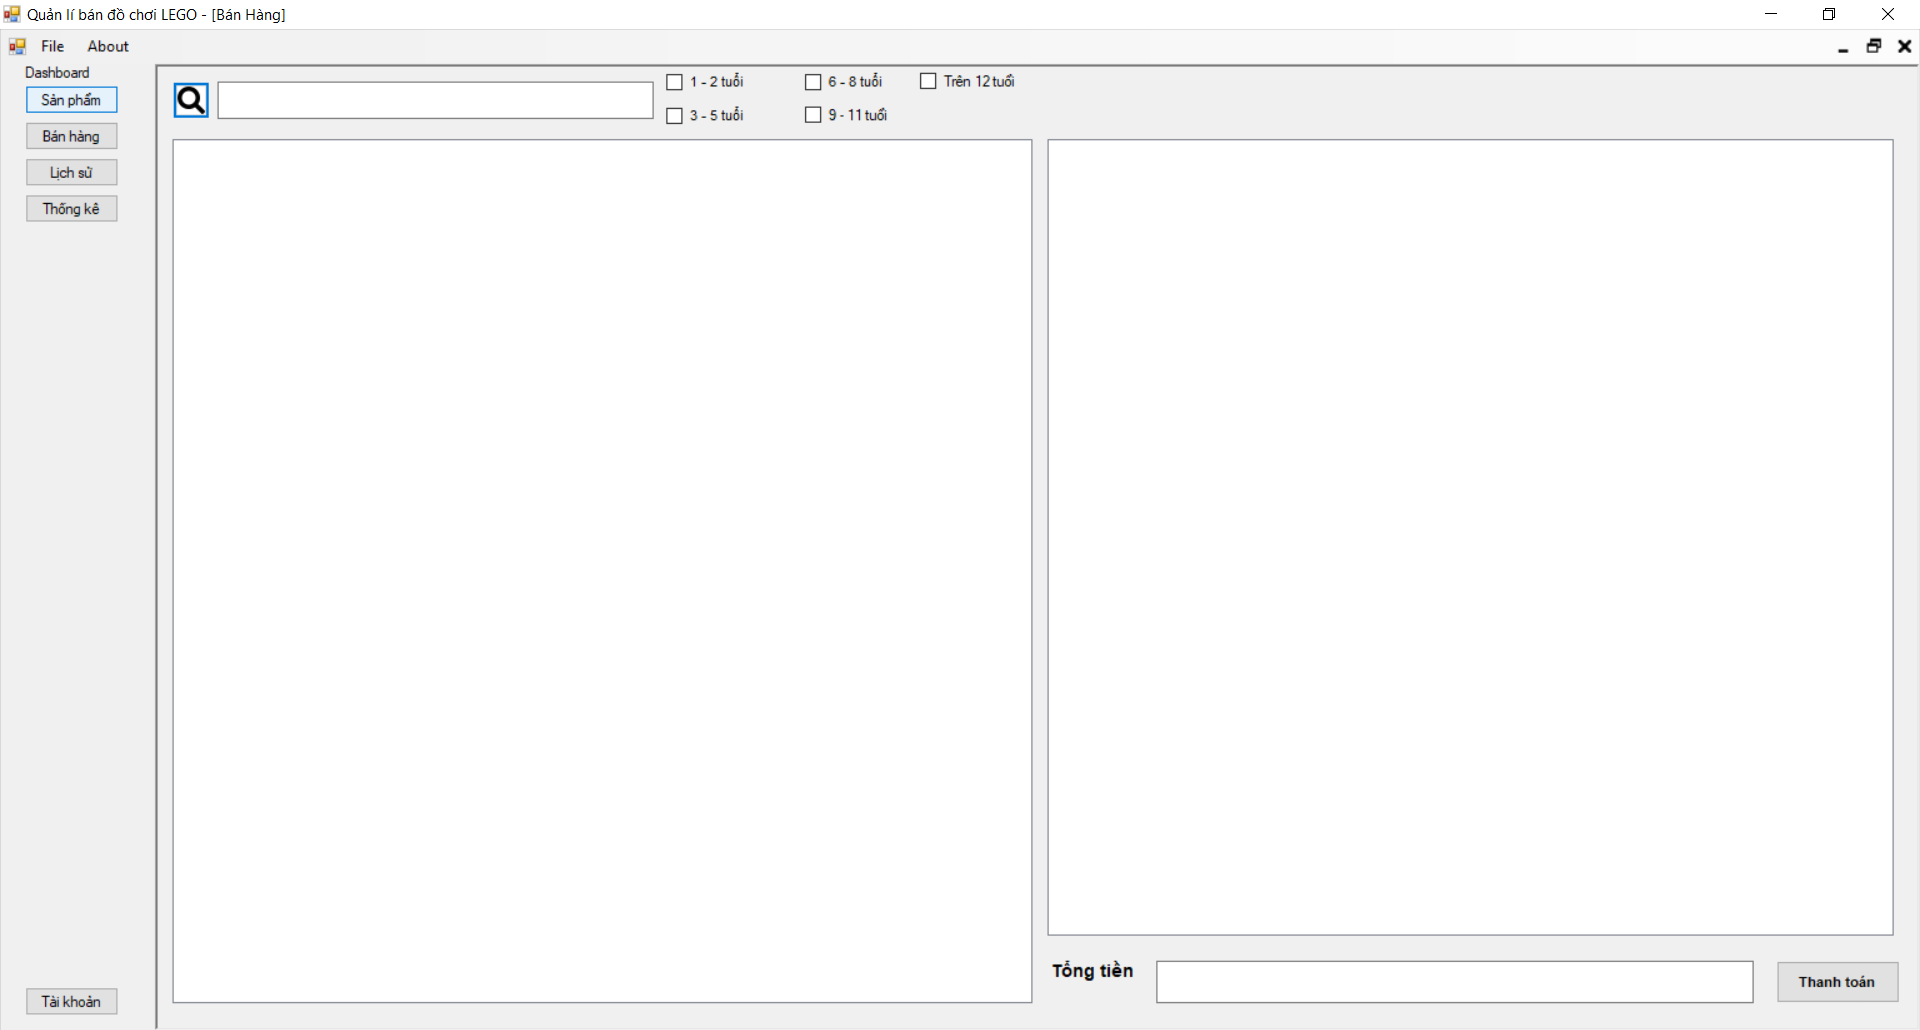 Quản lí bán đồ chơi LEGO - [Bán Hàng]
File About
Dashboard
Sản phẩm
Bán hàng
Lịch sử
Thống kê
Tài khoản
1 - 2 tuổi
6 - 8 tuổi
Trên 12 tuổi
3 - 5 tuổi
9 - 11 tuổi
Tổng tiền
Thanh toán